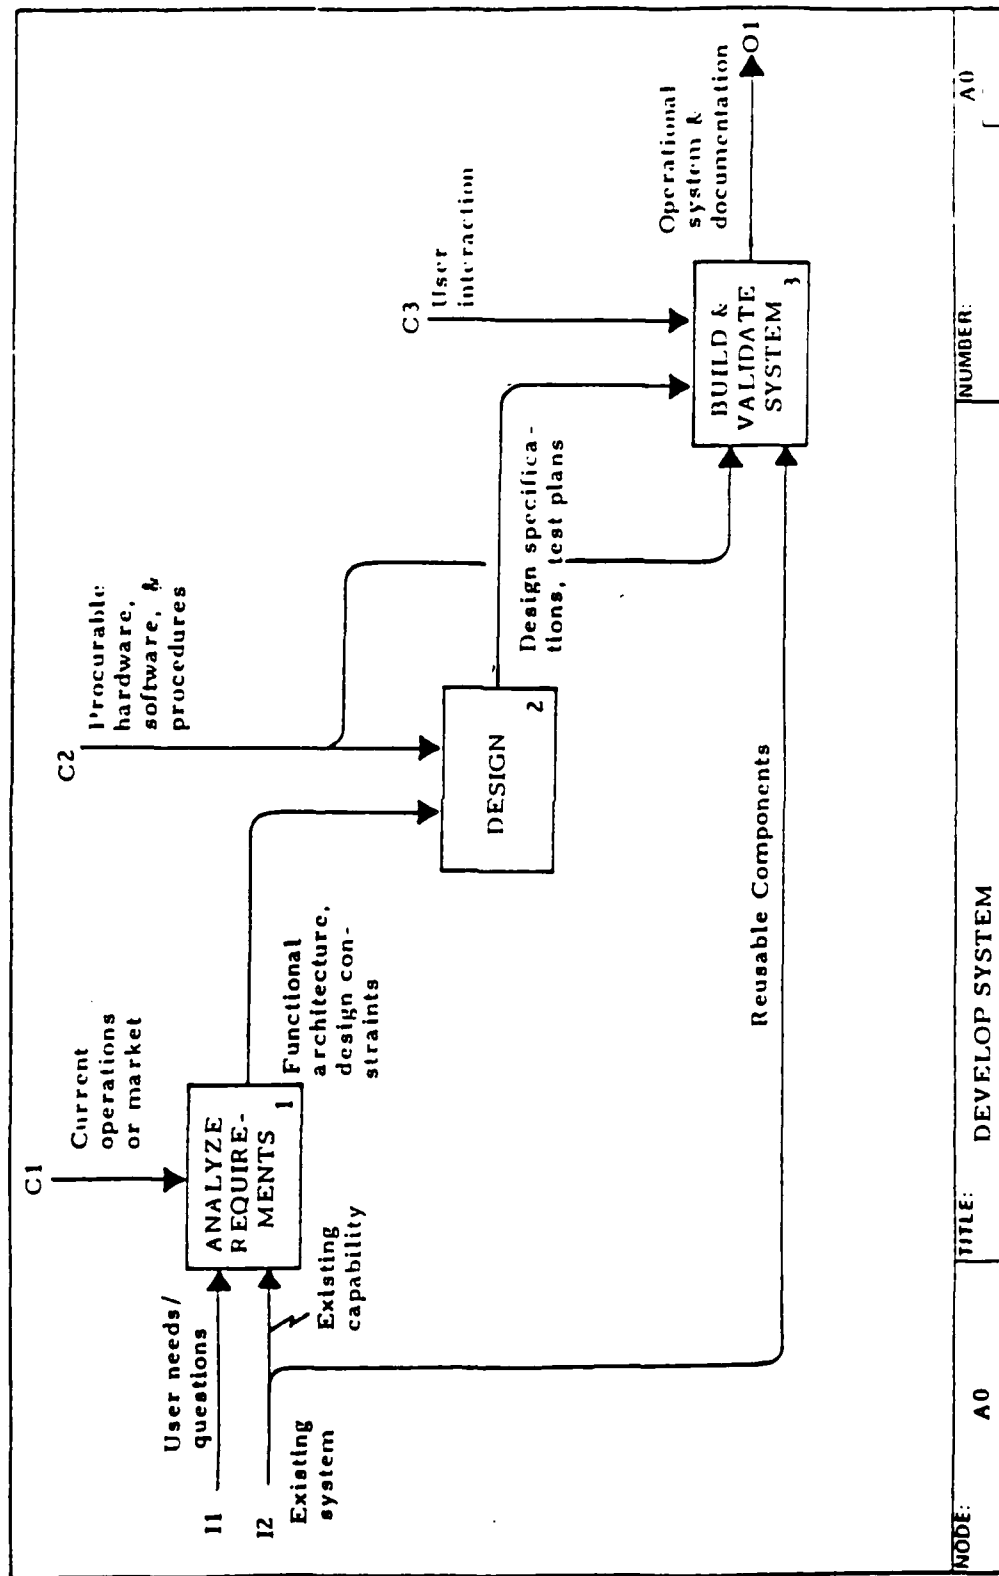 C1
Current
operations
or market
I1
User needs/
questions
I2
Existing
system
ANALYZE
REQUIRE-
MENTS
1
Existing
capability
Functional
architecture,
design con-
straints
C2
Procurable
hardware,
software, &
procedures
DESIGN
2
Design specifica-
tions, test plans
C3
User
interaction
BUILD &
VALIDATE
SYSTEM
3
Operational
system &
documentation
O1
Reusable Components
NODE:
A0
TITLE:
DEVELOP SYSTEM
NUMBER:
A0